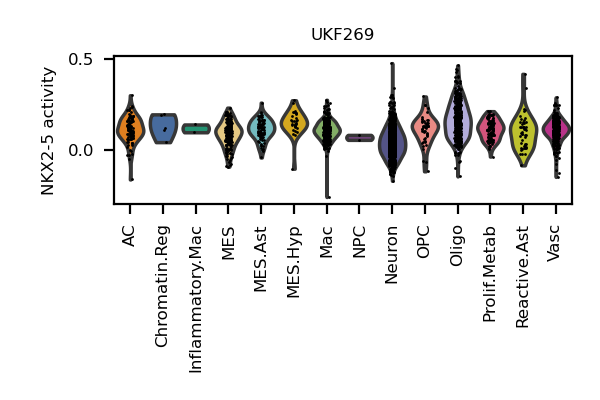 UKF269
NKX2-5 activity
0.5
0.0
AC
Chromatin.Reg
Inflammatory.Mac
MES
MES.Ast
MES.Hyp
Mac
NPC
Neuron
OPC
Oligo
Prolif.Metab
Reactive.Ast
Vasc